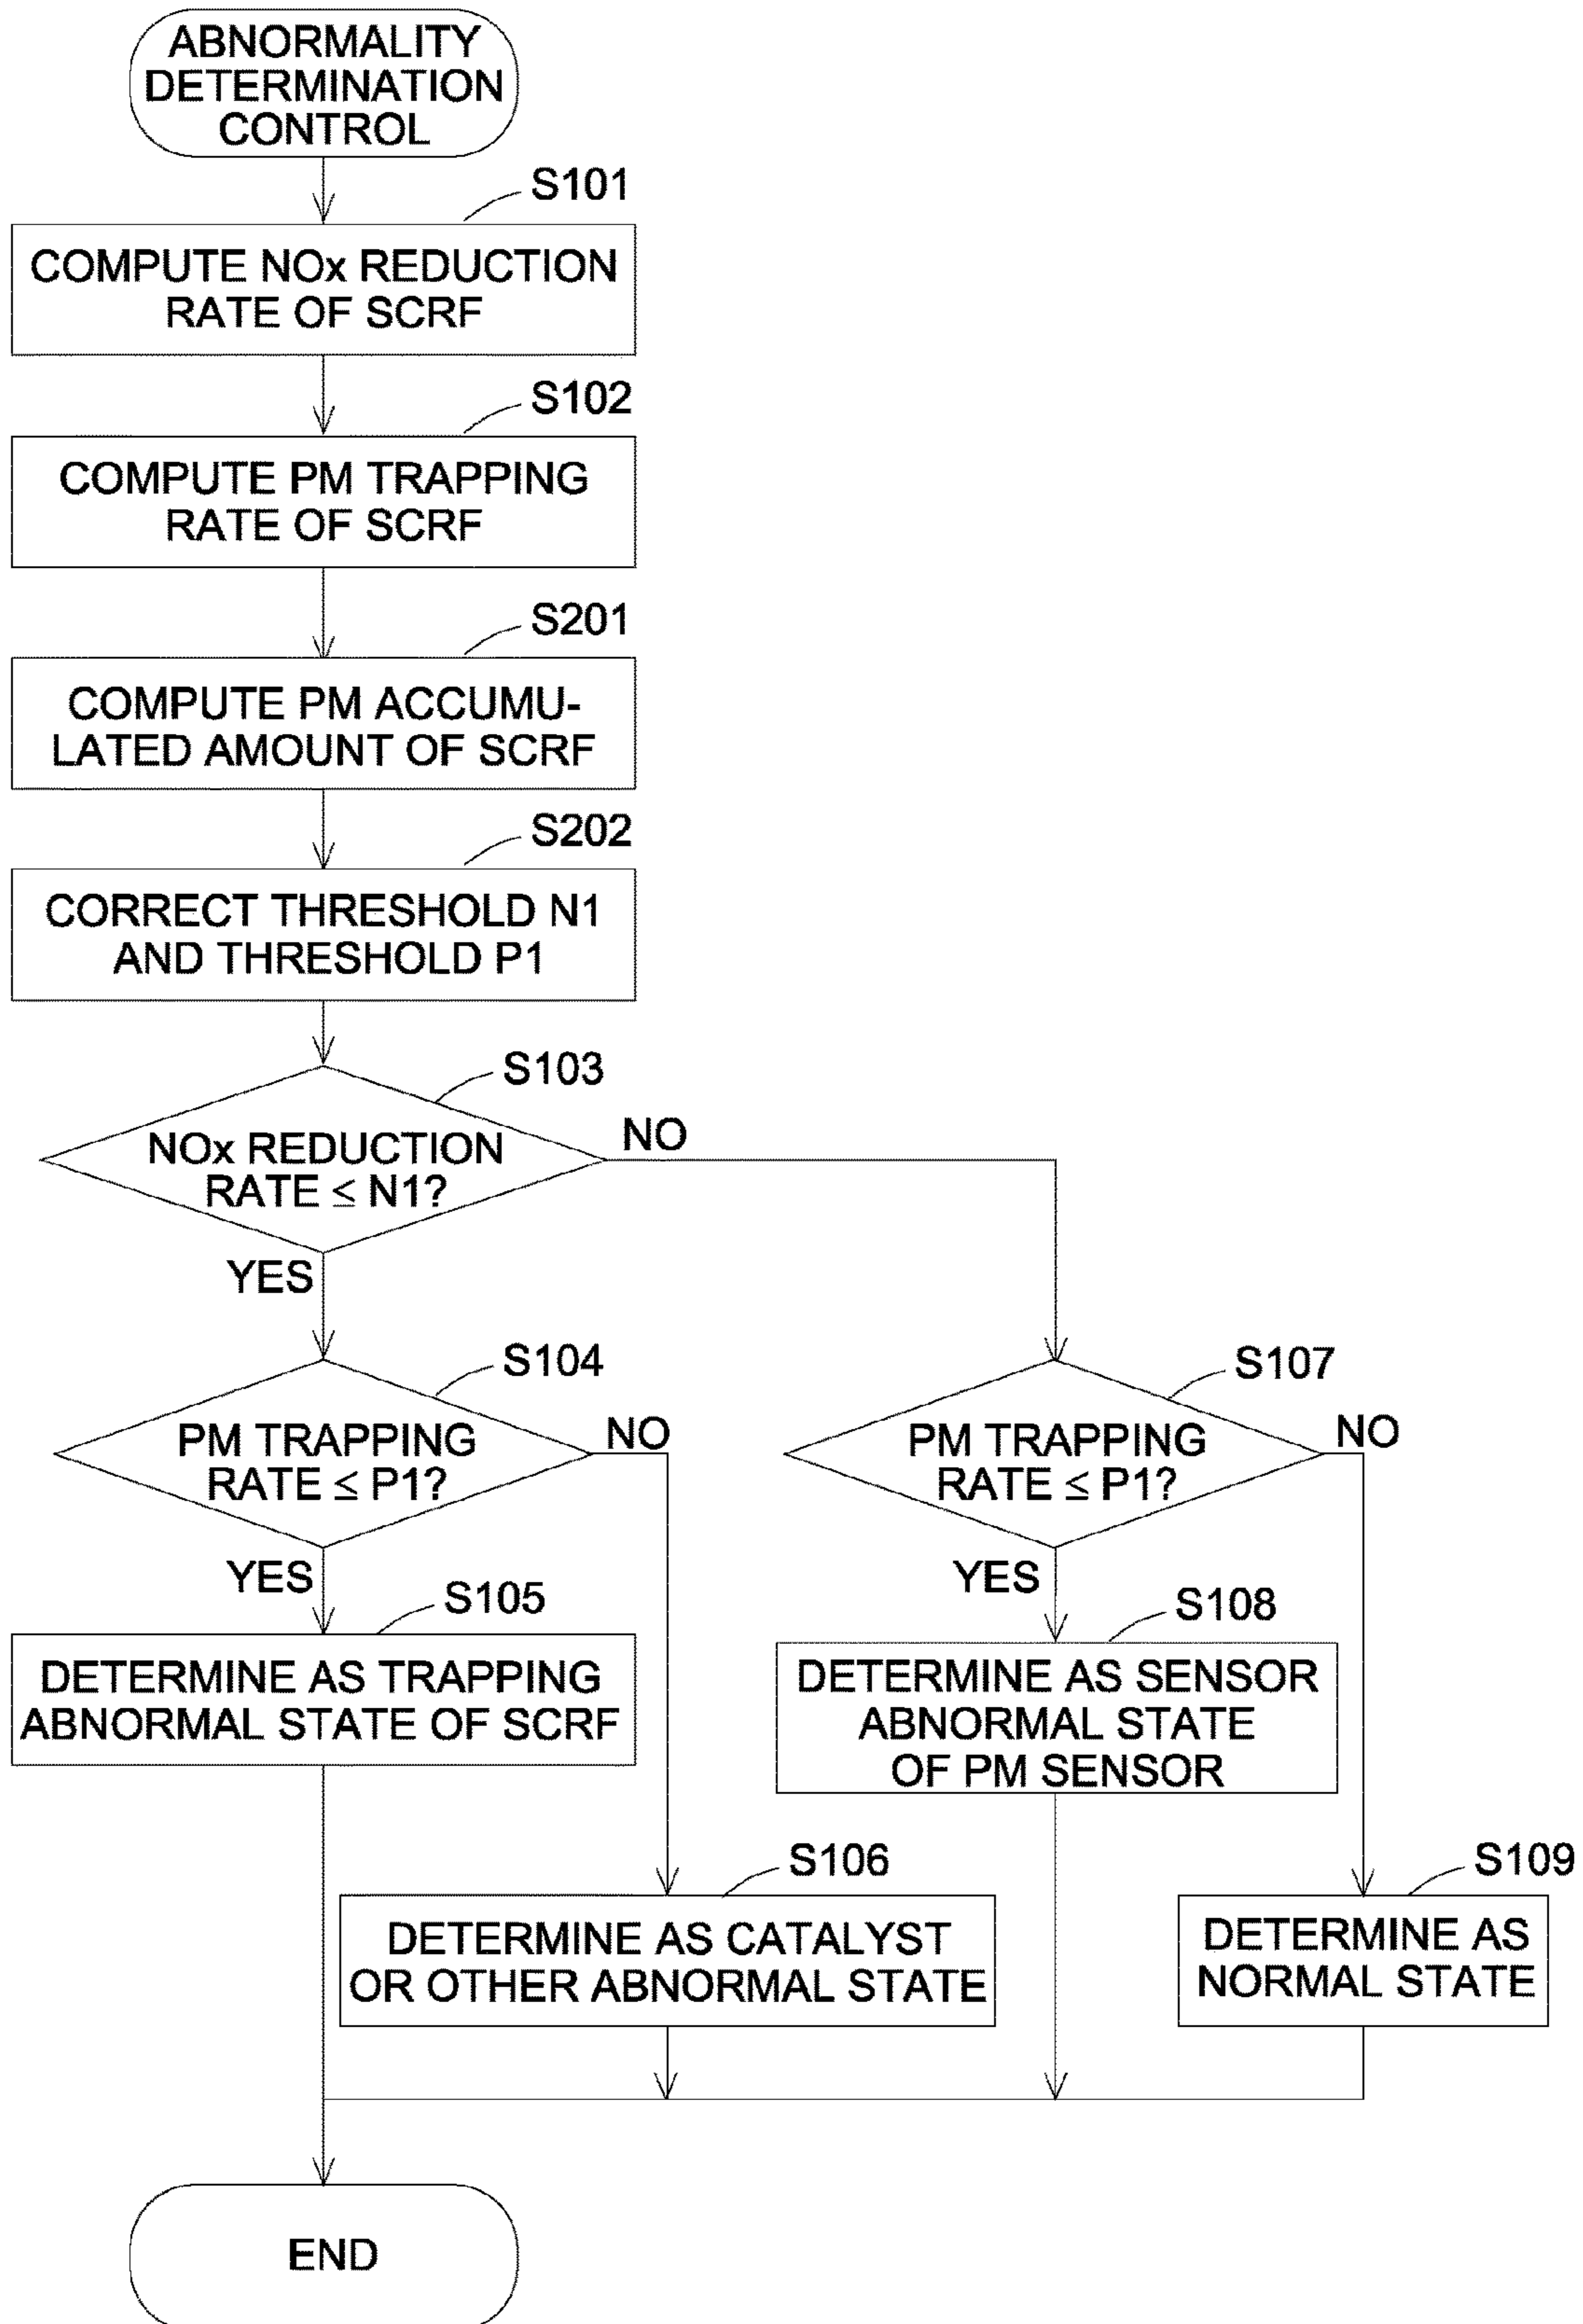 ABNORMALITY
DETERMINATION
CONTROL
S101
COMPUTE NOx REDUCTION
RATE OF SCRF
S102
COMPUTE PM TRAPPING
RATE OF SCRF
S201
COMPUTE PM ACCUMU-
LATED AMOUNT OF SCRF
S202
CORRECT THRESHOLD N1
AND THRESHOLD P1
S103
NOx REDUCTION
RATE ≤ N1?
NO
YES
S104
PM TRAPPING
RATE ≤ P1?
NO
YES
S107
PM TRAPPING
RATE ≤ P1?
NO
YES
S105
DETERMINE AS TRAPPING
ABNORMAL STATE OF SCRF
S108
DETERMINE AS SENSOR
ABNORMAL STATE
OF PM SENSOR
S106
DETERMINE AS CATALYST
OR OTHER ABNORMAL STATE
S109
DETERMINE AS
NORMAL STATE
END